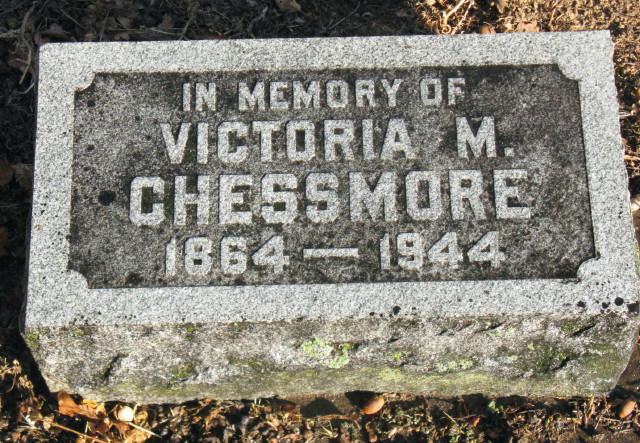 IN MEMORY OF
VICTORIA M.
CHESSMORE
1864 — 1944